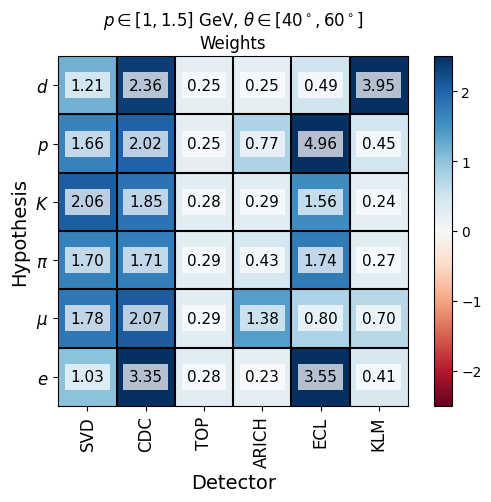 p ∈ [1, 1.5] GeV, θ ∈ [40°, 60°]
Weights
d 1.21 2.36 0.25 0.25 0.49 3.95
p 1.66 2.02 0.25 0.77 4.96 0.45
K 2.06 1.85 0.28 0.29 1.56 0.24
π 1.70 1.71 0.29 0.43 1.74 0.27
μ 1.78 2.07 0.29 1.38 0.80 0.70
e 1.03 3.35 0.28 0.23 3.55 0.41
SVD CDC TOP ARICH ECL KLM
Detector
Hypothesis
2
1
0
−1
−2